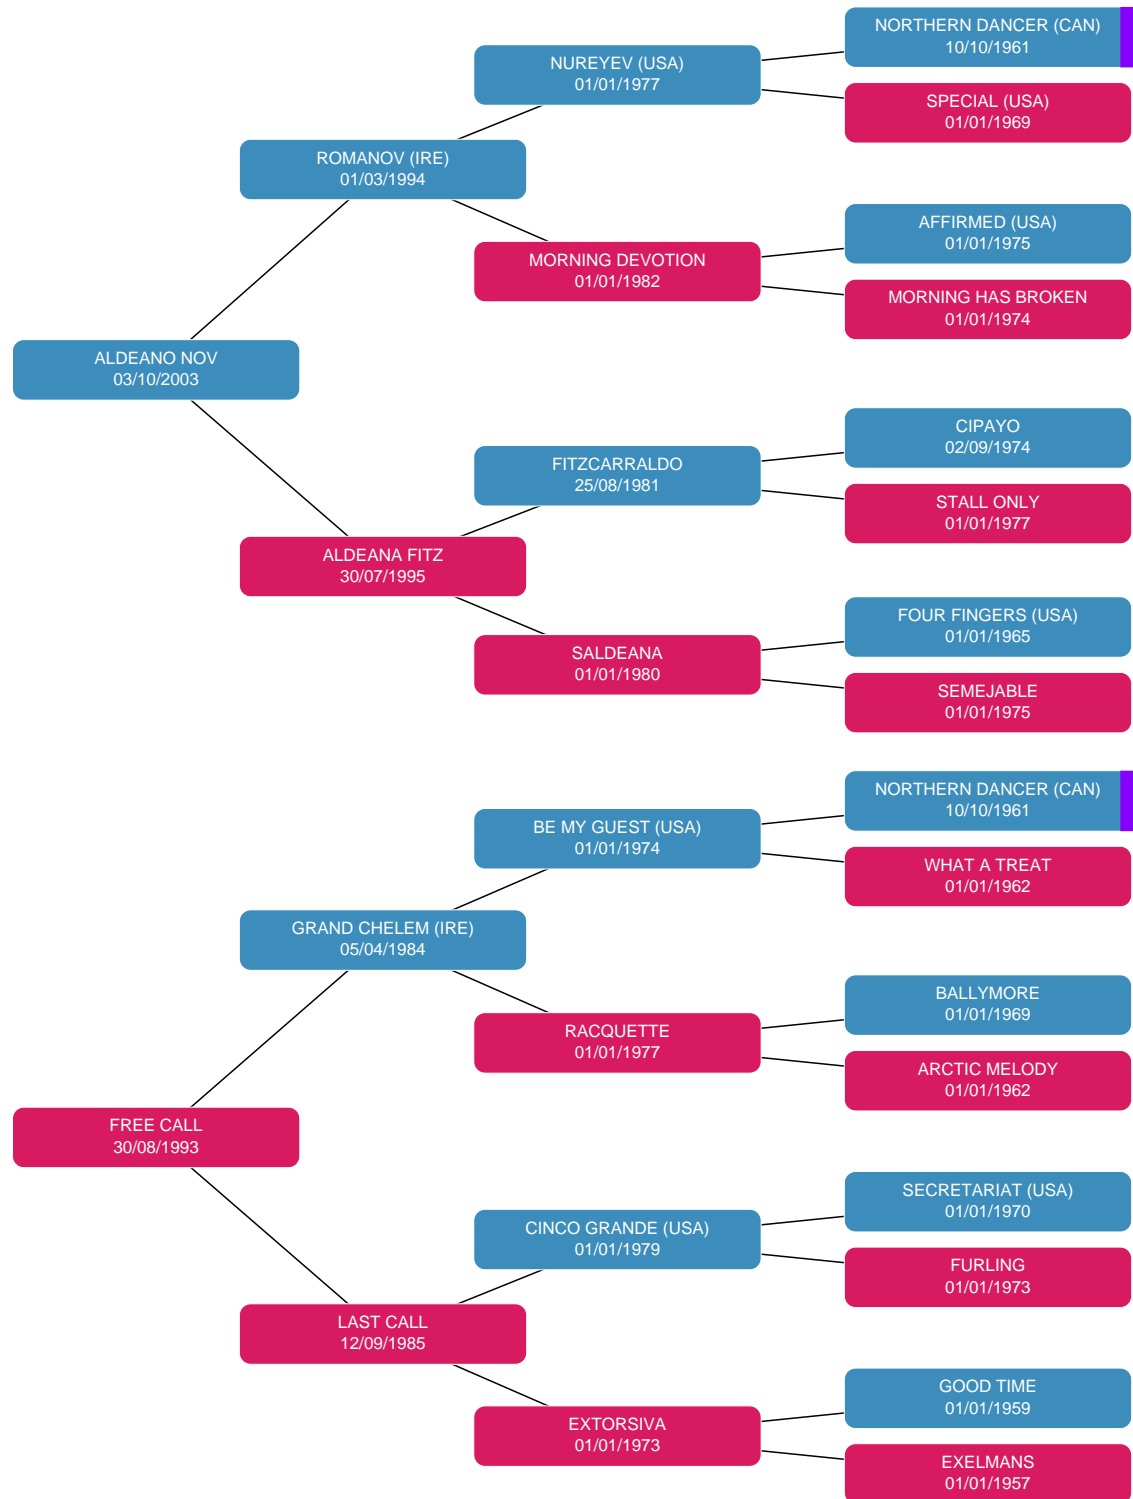 NORTHERN DANCER (CAN)
10/10/1961
NUREYEV (USA)
01/01/1977
SPECIAL (USA)
01/01/1969
ROMANOV (IRE)
01/03/1994
AFFIRMED (USA)
01/01/1975
MORNING DEVOTION
01/01/1982
MORNING HAS BROKEN
01/01/1974
ALDEANO NOV
03/10/2003
CIPAYO
02/09/1974
FITZCARRALDO
25/08/1981
STALL ONLY
01/01/1977
ALDEANA FITZ
30/07/1995
FOUR FINGERS (USA)
01/01/1965
SALDEANA
01/01/1980
SEMEJABLE
01/01/1975
NORTHERN DANCER (CAN)
10/10/1961
BE MY GUEST (USA)
01/01/1974
WHAT A TREAT
01/01/1962
GRAND CHELEM (IRE)
05/04/1984
BALLYMORE
01/01/1969
RACQUETTE
01/01/1977
ARCTIC MELODY
01/01/1962
FREE CALL
30/08/1993
SECRETARIAT (USA)
01/01/1970
CINCO GRANDE (USA)
01/01/1979
FURLING
01/01/1973
LAST CALL
12/09/1985
GOOD TIME
01/01/1959
EXTORSIVA
01/01/1973
EXELMANS
01/01/1957